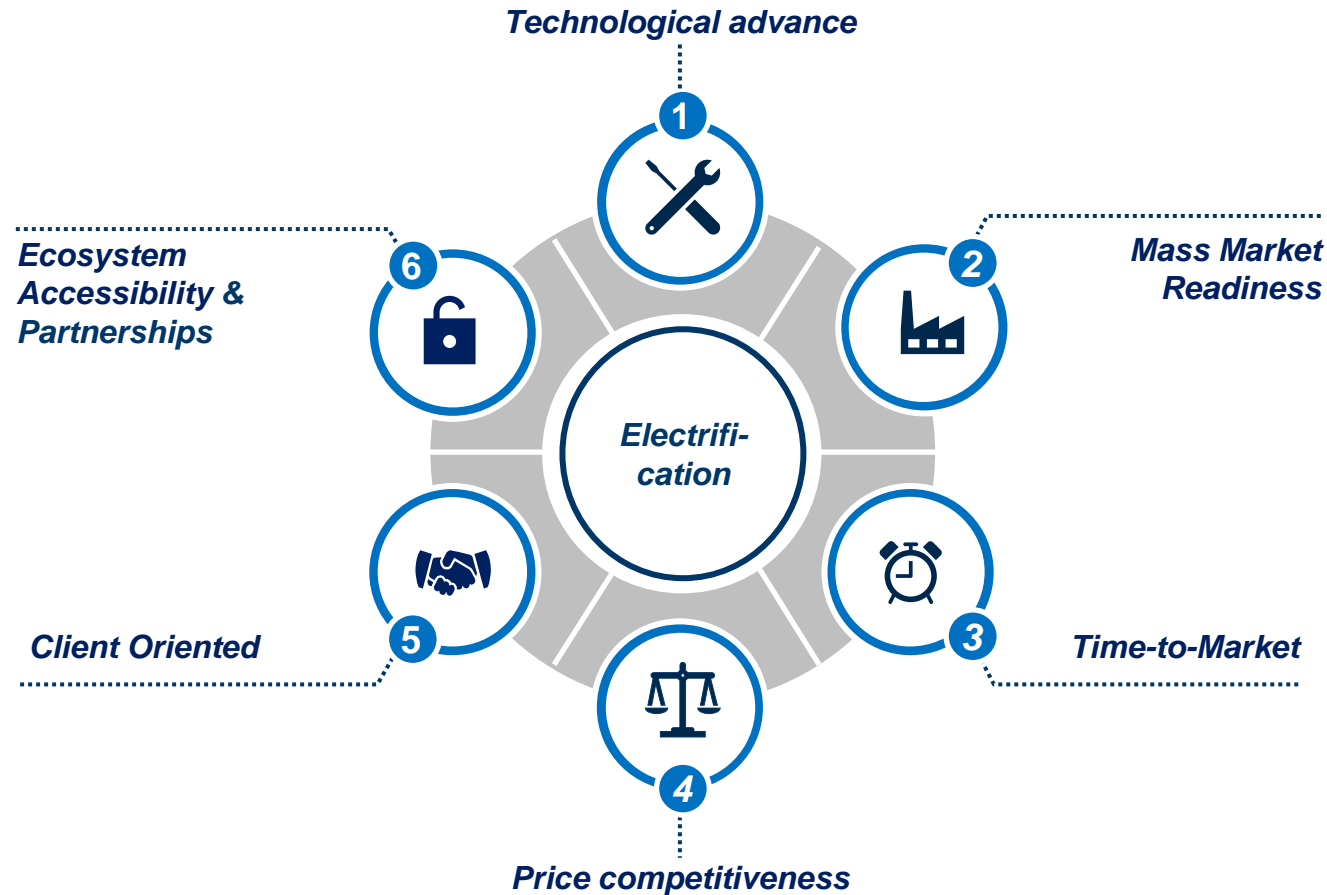 Technological advance
1
2
Mass Market
Readiness
3
Time-to-Market
4
Price competitiveness
5
Client Oriented
6
Ecosystem
Accessibility &
Partnerships
Electrifi-
cation